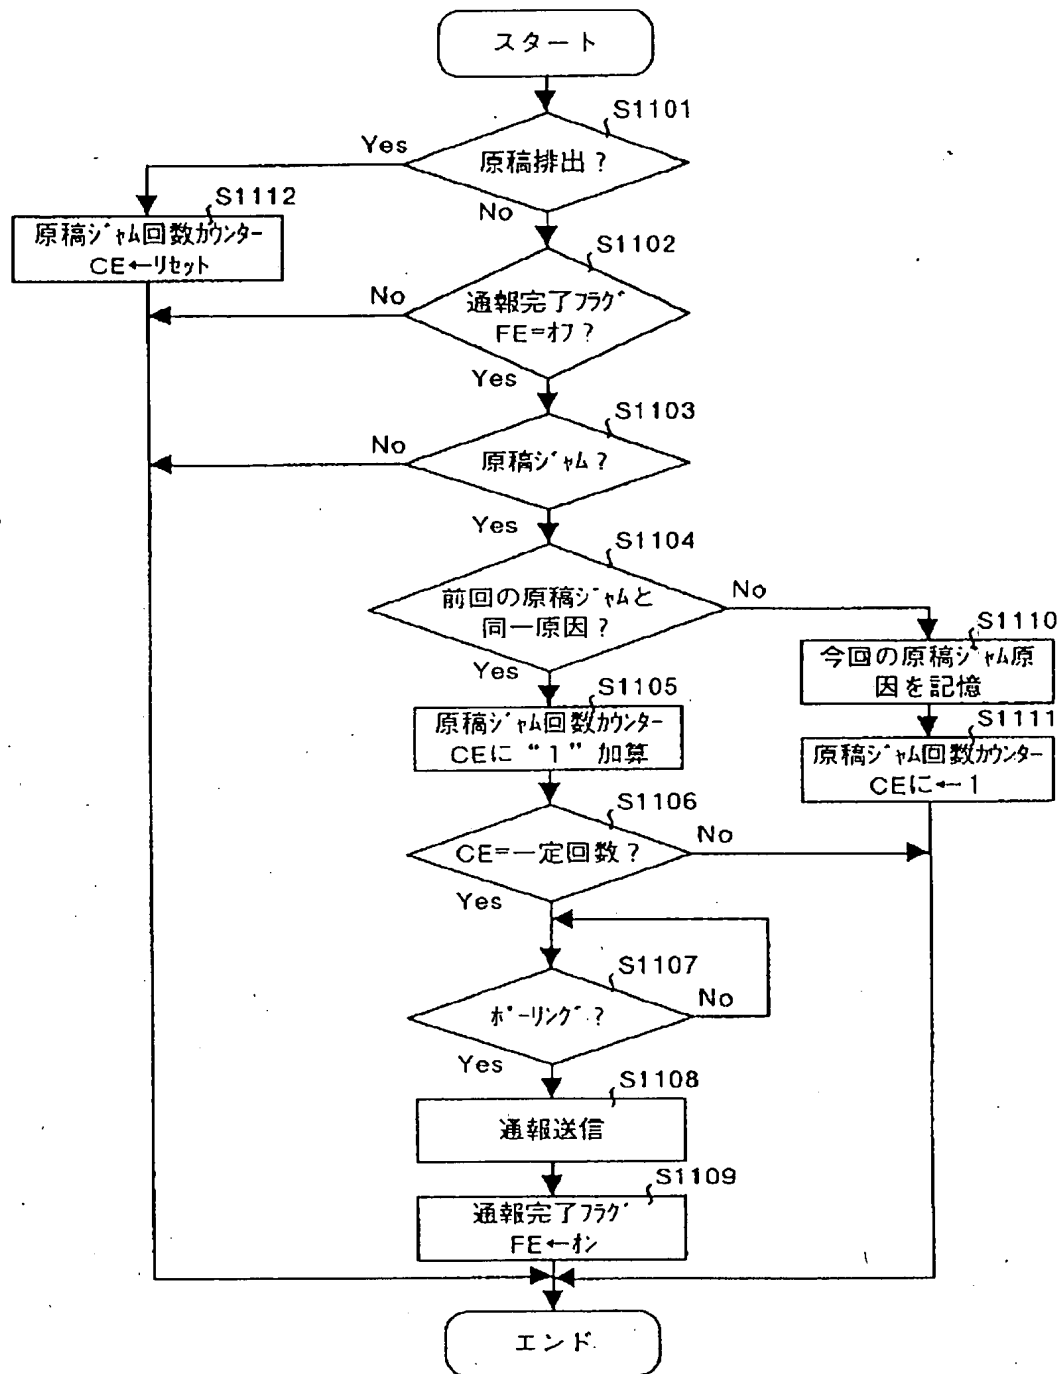 スタート
S1101
原稿排出?
Yes
No
S1112
原稿ジャム回数カウンター
CE←リセット
S1102
通報完了フラグ
FE=オフ?
No
Yes
S1103
原稿ジャム?
No
Yes
S1104
前回の原稿ジャムと
同一原因?
No
Yes
S1110
今回の原稿ジャム原
因を記憶
S1105
原稿ジャム回数カウンター
CEに“1”加算
S1111
原稿ジャム回数カウンター
CEに←1
S1106
CE=一定回数?
No
Yes
S1107
ポーリング?
No
Yes
S1108
通報送信
S1109
通報完了フラグ
FE←オン
エンド